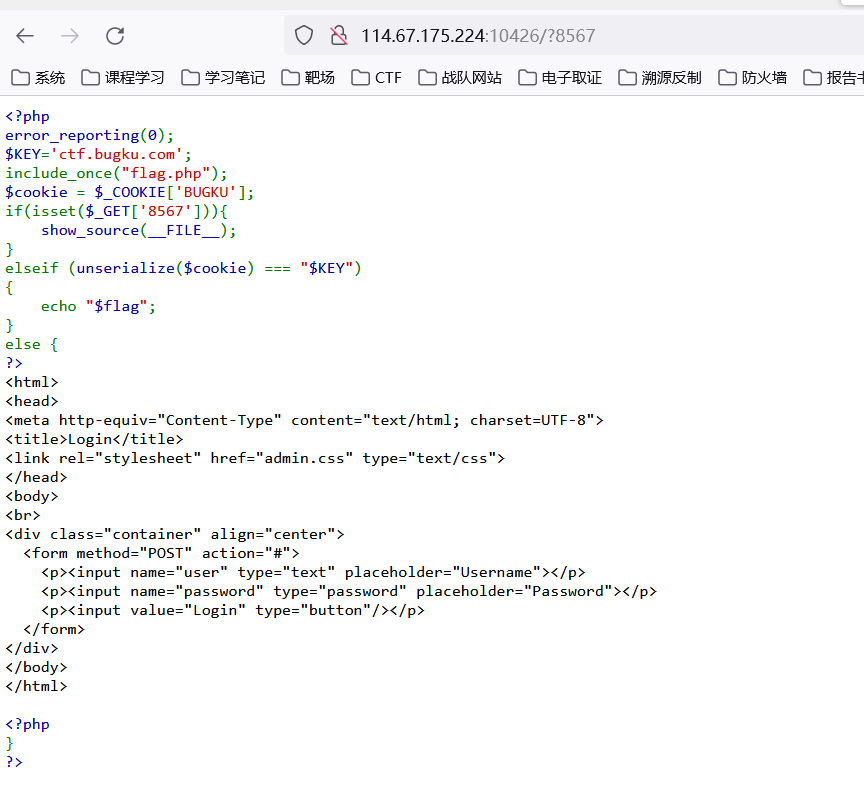 114.67.175.224:10426/?8567
系统 课程学习 学习笔记 靶场 CTF 战队网站 电子取证 溯源反制 防火墙
<?php
error_reporting(0);
$KEY='ctf.bugku.com';
include_once("flag.php");
$cookie = $_COOKIE['BUGKU'];
if(isset($_GET['8567'])){
    show_source(__FILE__);
}
elseif (unserialize($cookie) === "$KEY")
{
    echo "$flag";
}
else {
?>
<html>
<head>
<meta http-equiv="Content-Type" content="text/html; charset=UTF-8">
<title>Login</title>
<link rel="stylesheet" href="admin.css" type="text/css">
</head>
<body>
<br>
<div class="container" align="center">
  <form method="POST" action="#">
    <p><input name="user" type="text" placeholder="Username"></p>
    <p><input name="password" type="password" placeholder="Password"></p>
    <p><input value="Login" type="button"/></p>
  </form>
</div>
</body>
</html>

<?php
}
?>